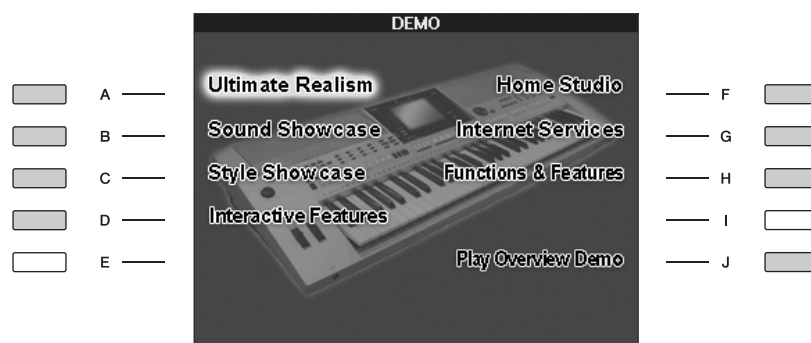 DEMO
A Ultimate Realism Home Studio F
B Sound Showcase Internet Services G
C Style Showcase Functions & Features H
D Interactive Features I
E Play Overview Demo J